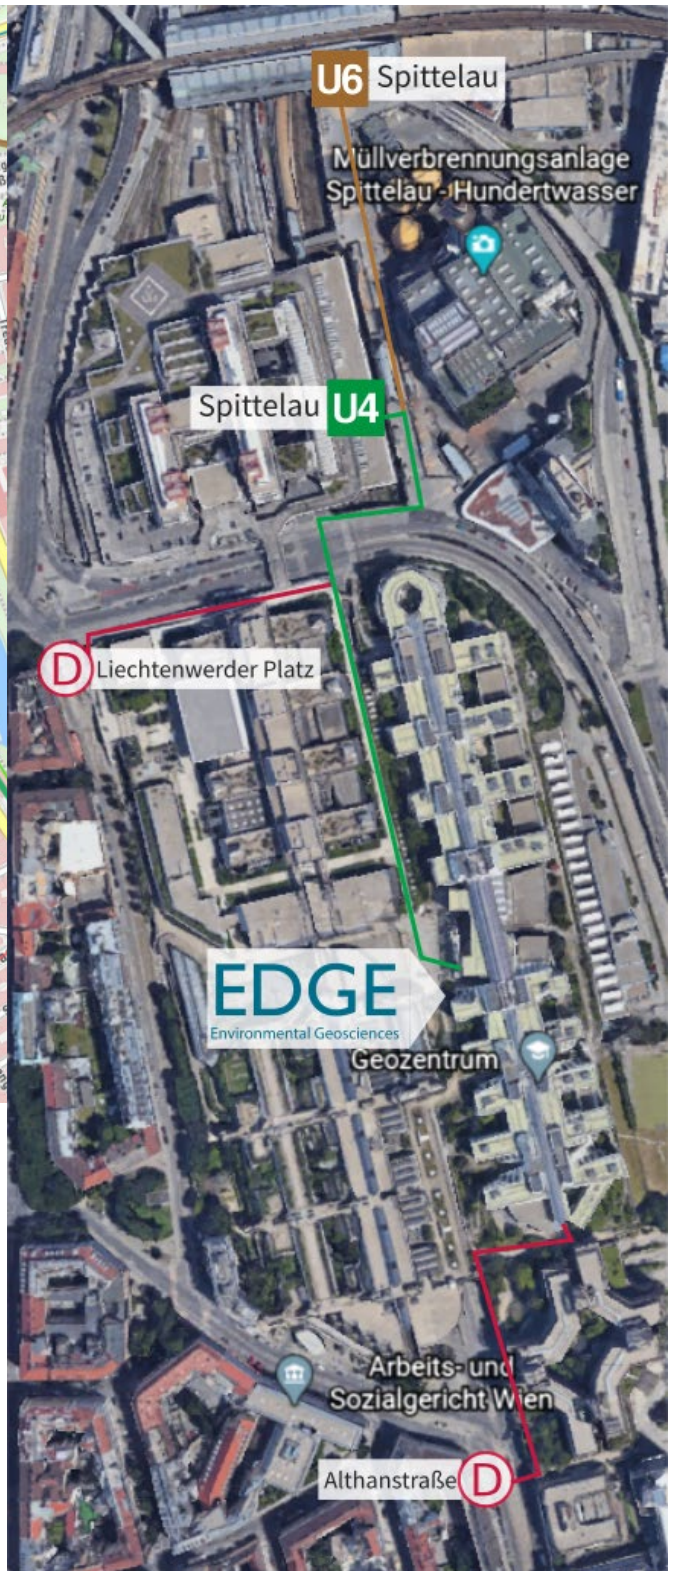 U6 Spittelau
Müllverbrennungsanlage
Spittelau - Hundertwasser
Spittelau U4
D Liechtenwerder Platz
EDGE
Environmental Geosciences
Geozentrum
Arbeits- und
Sozialgericht Wien
Althanstraße D